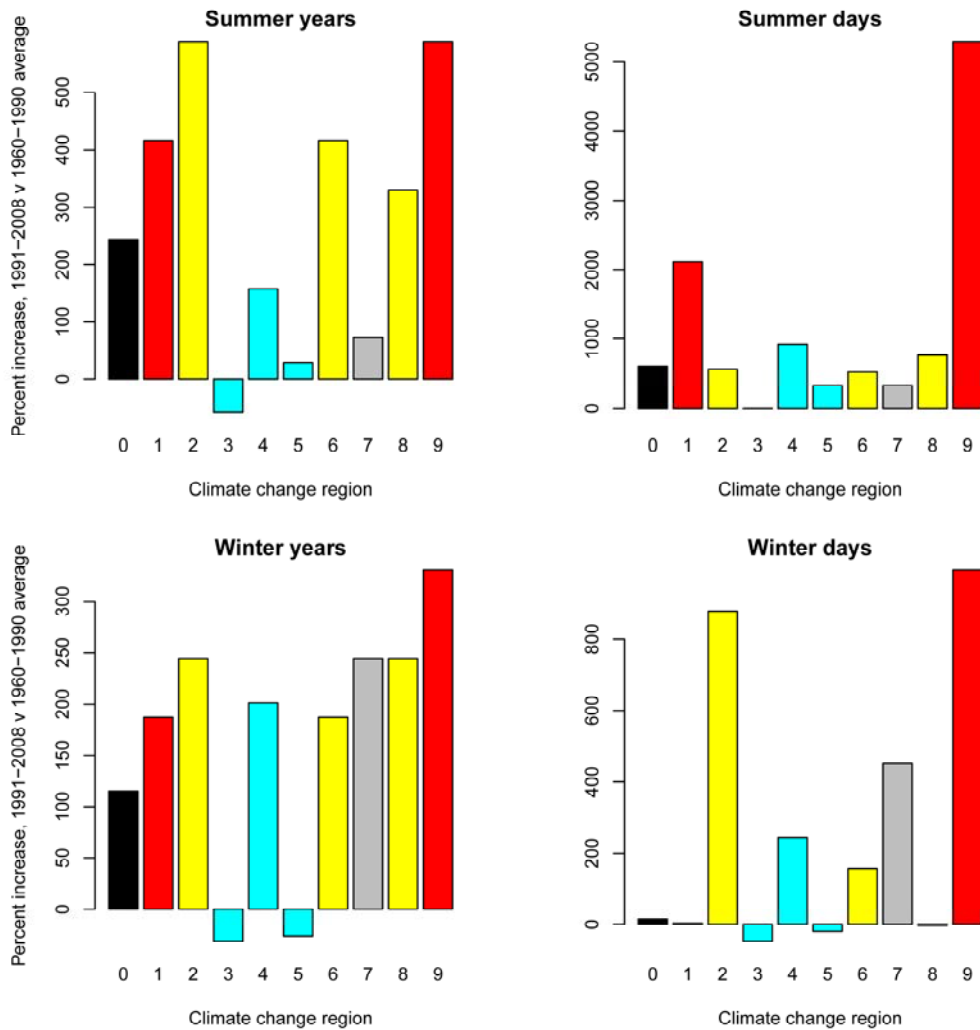 Summer years
Percent increase, 1991−2008 v 1960−1990 average
500
400
300
200
100
0
0 1 2 3 4 5 6 7 8 9
Climate change region
Summer days
5000
4000
3000
2000
1000
0
0 1 2 3 4 5 6 7 8 9
Climate change region
Winter years
Percent increase, 1991−2008 v 1960−1990 average
300
250
200
150
100
50
0
0 1 2 3 4 5 6 7 8 9
Climate change region
Winter days
800
600
400
200
0
0 1 2 3 4 5 6 7 8 9
Climate change region